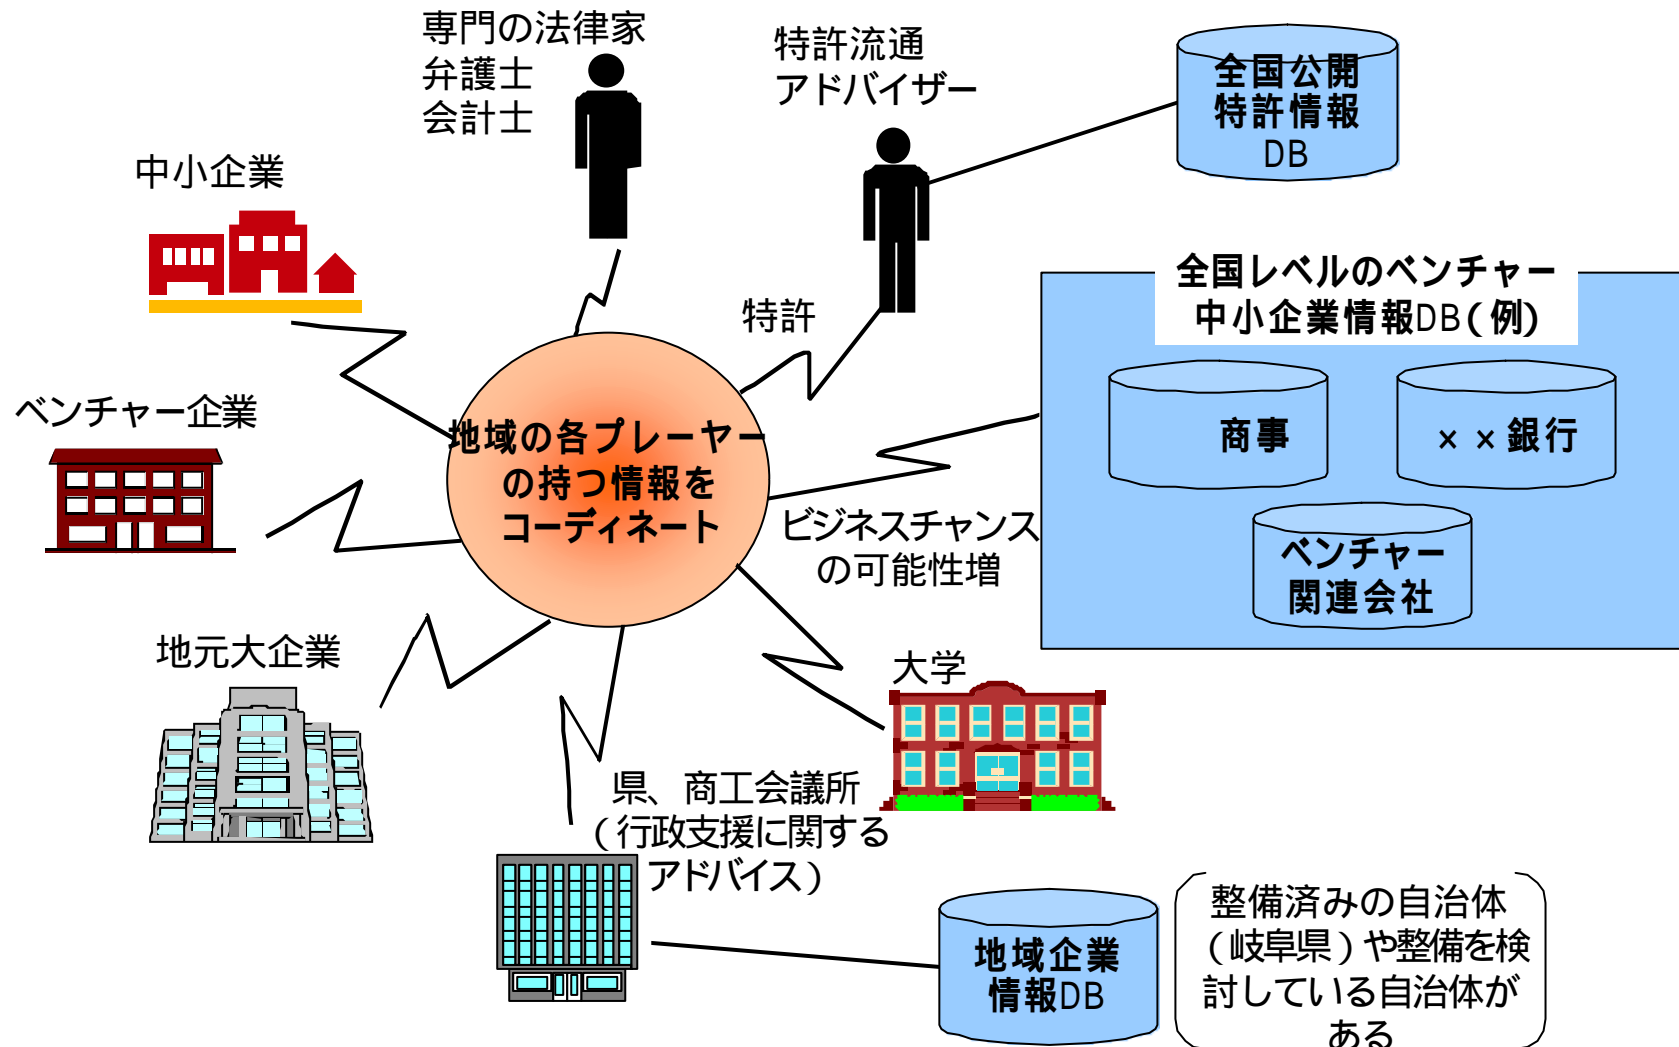 専門の法律家
弁護士
会計士
特許流通
アドバイザー
全国公開
特許情報
DB
中小企業
全国レベルのベンチャー
中小企業情報DB(例)
特許
商事
××銀行
ベンチャー
関連会社
ベンチャー企業
地域の各プレーヤー
の持つ情報を
コーディネート
ビジネスチャンス
の可能性増
地元大企業
大学
県、商工会議所
(行政支援に関する
アドバイス)
地域企業
情報DB
整備済みの自治体
(岐阜県)や整備を検
討している自治体が
ある